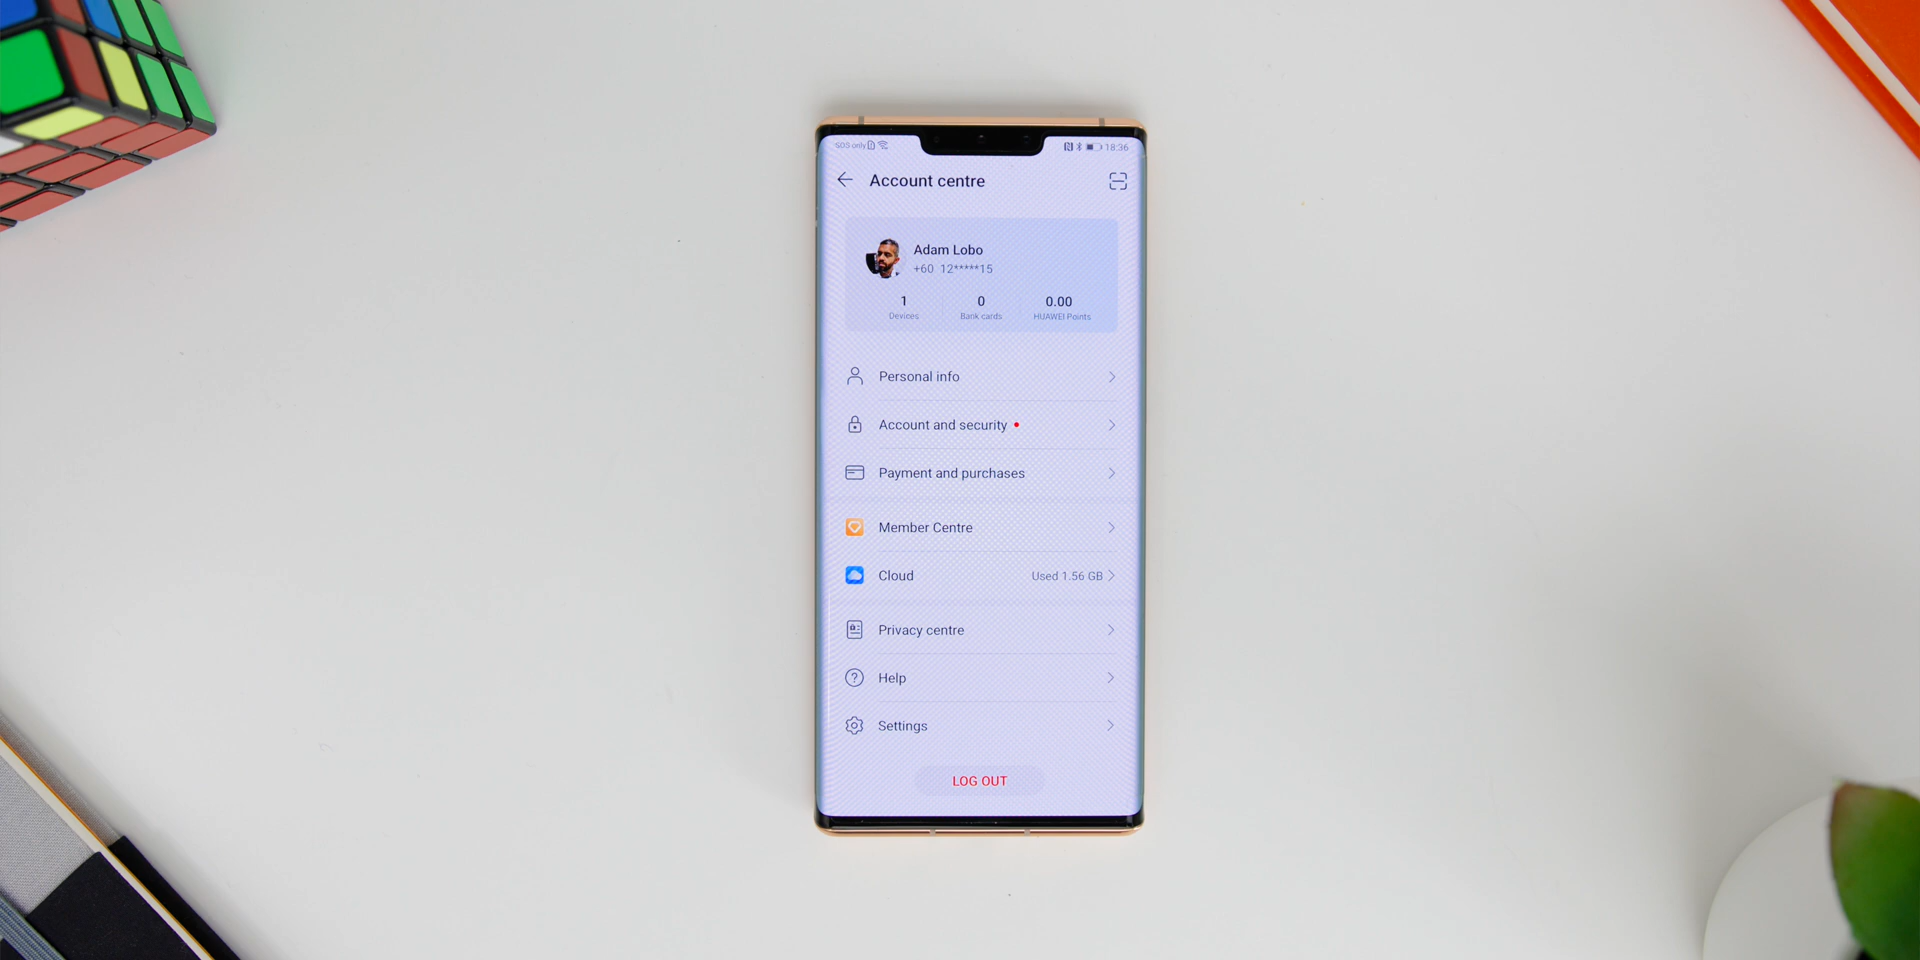 SOS only 18:36
Account centre
Adam Lobo
+60 12*****15
1 0 0.00
Devices Bank cards HUAWEI Points
Personal info
Account and security
Payment and purchases
Member Centre
Cloud Used 1.56 GB
Privacy centre
Help
Settings
LOG OUT